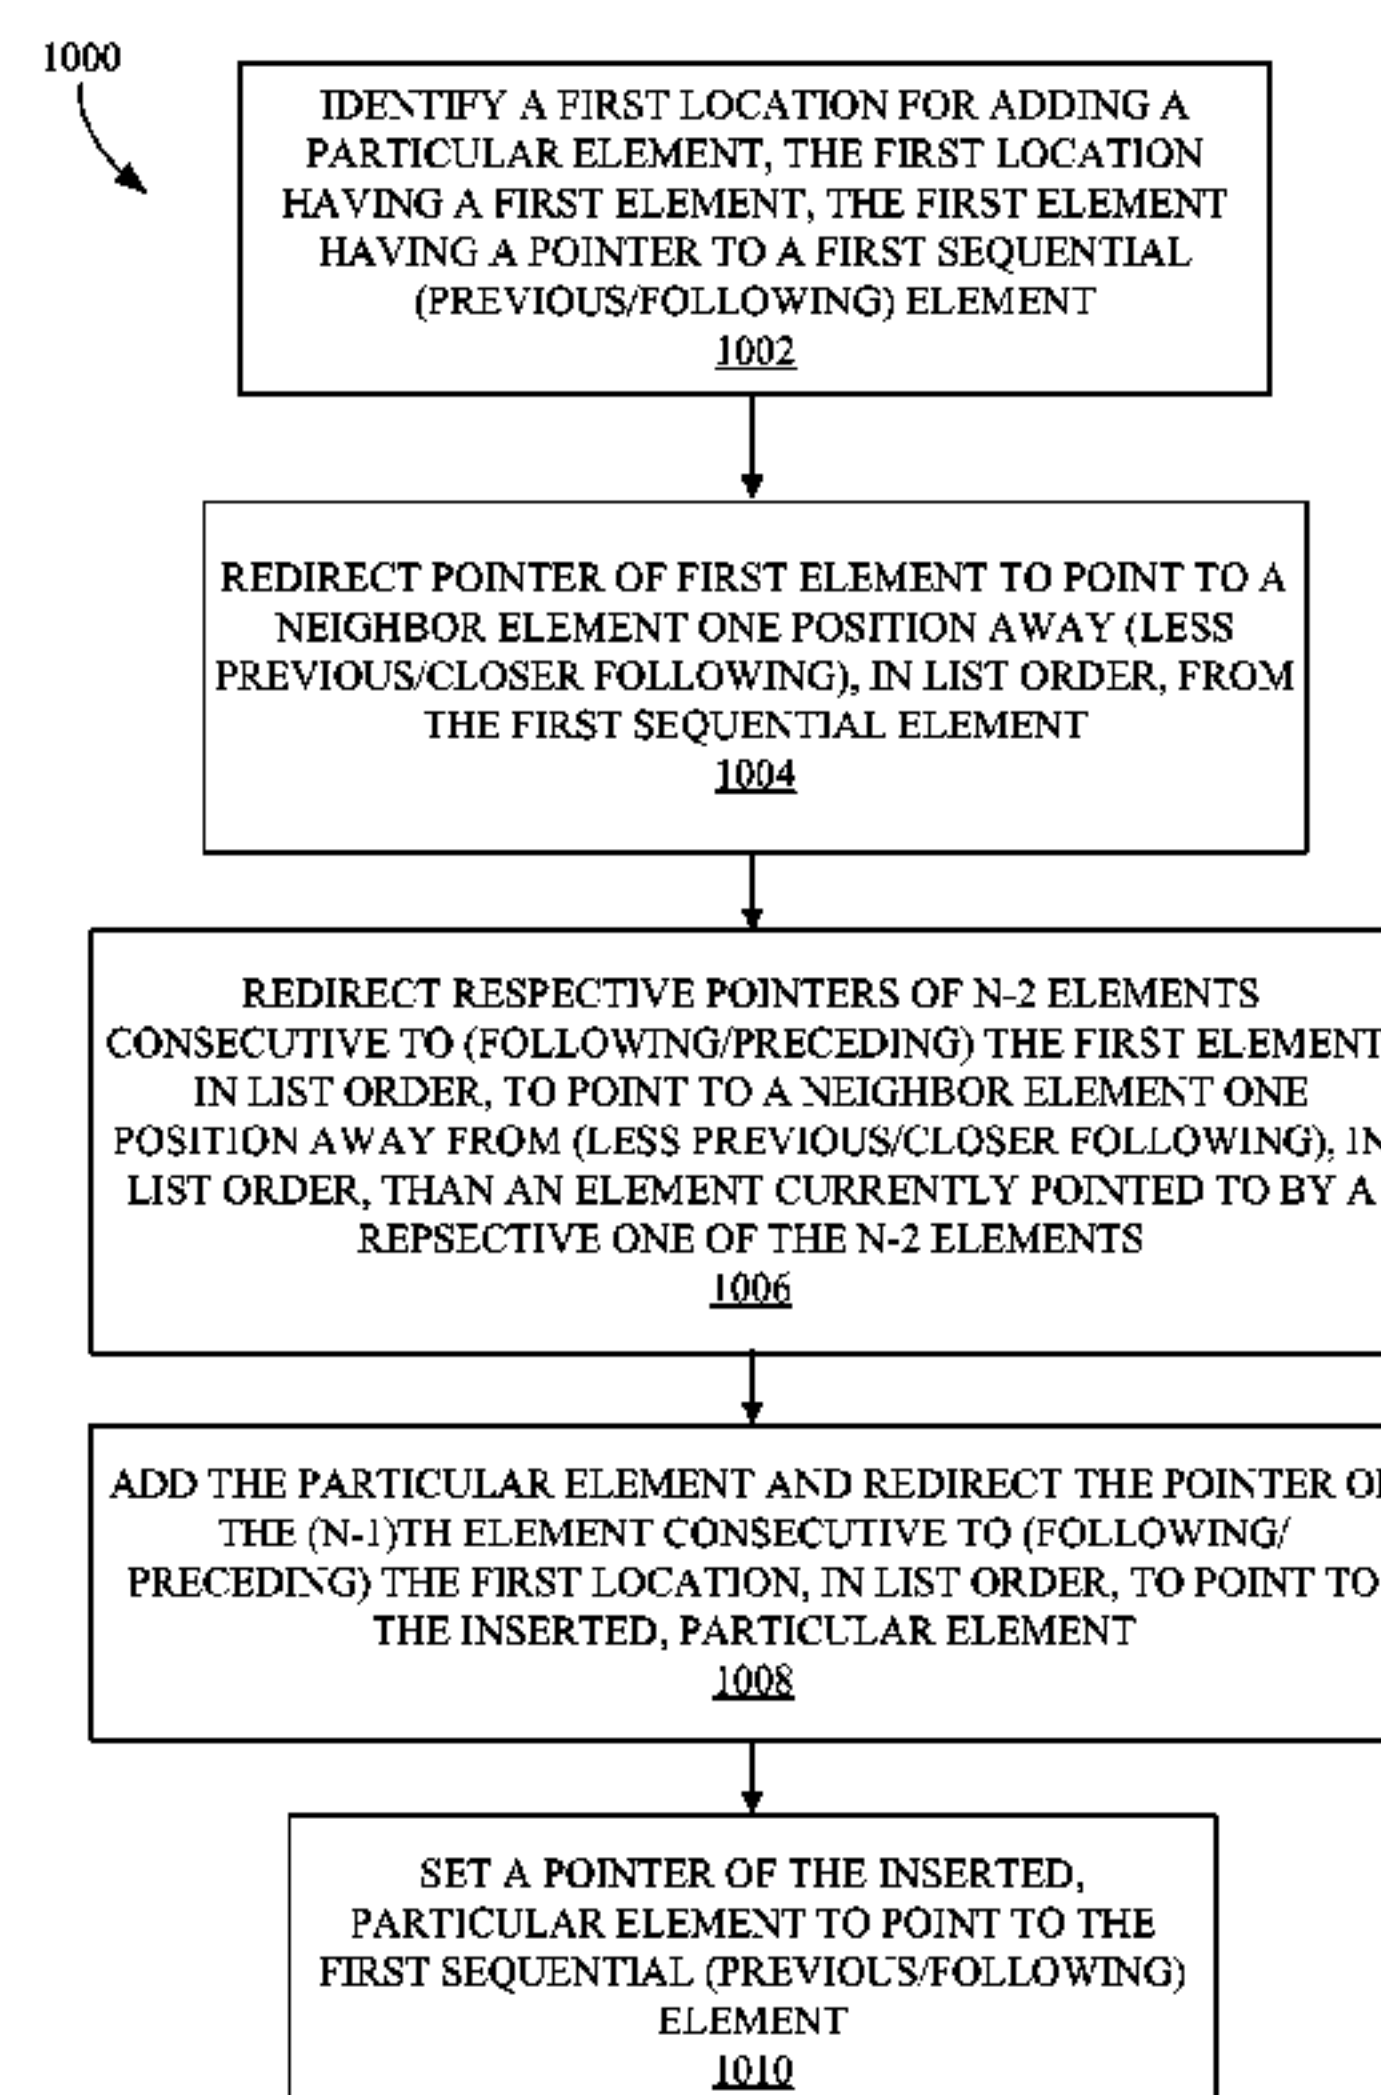 1000
IDENTIFY A FIRST LOCATION FOR ADDING A
PARTICULAR ELEMENT, THE FIRST LOCATION
HAVING A FIRST ELEMENT, THE FIRST ELEMENT
HAVING A POINTER TO A FIRST SEQUENTIAL
(PREVIOUS/FOLLOWING) ELEMENT
1002
REDIRECT POINTER OF FIRST ELEMENT TO POINT TO A
NEIGHBOR ELEMENT ONE POSITION AWAY (LESS
PREVIOUS/CLOSER FOLLOWING), IN LIST ORDER, FROM
THE FIRST SEQUENTIAL ELEMENT
1004
REDIRECT RESPECTIVE POINTERS OF N-2 ELEMENTS
CONSECUTIVE TO (FOLLOWING/PRECEDING) THE FIRST ELEMENT
IN LIST ORDER, TO POINT TO A NEIGHBOR ELEMENT ONE
POSITION AWAY FROM (LESS PREVIOUS/CLOSER FOLLOWING), IN
LIST ORDER, THAN AN ELEMENT CURRENTLY POINTED TO BY A
REPSECTIVE ONE OF THE N-2 ELEMENTS
1006
ADD THE PARTICULAR ELEMENT AND REDIRECT THE POINTER OF
THE (N-1)TH ELEMENT CONSECUTIVE TO (FOLLOWING/
PRECEDING) THE FIRST LOCATION, IN LIST ORDER, TO POINT TO
THE INSERTED, PARTICULAR ELEMENT
1008
SET A POINTER OF THE INSERTED,
PARTICULAR ELEMENT TO POINT TO THE
FIRST SEQUENTIAL (PREVIOUS/FOLLOWING)
ELEMENT
1010